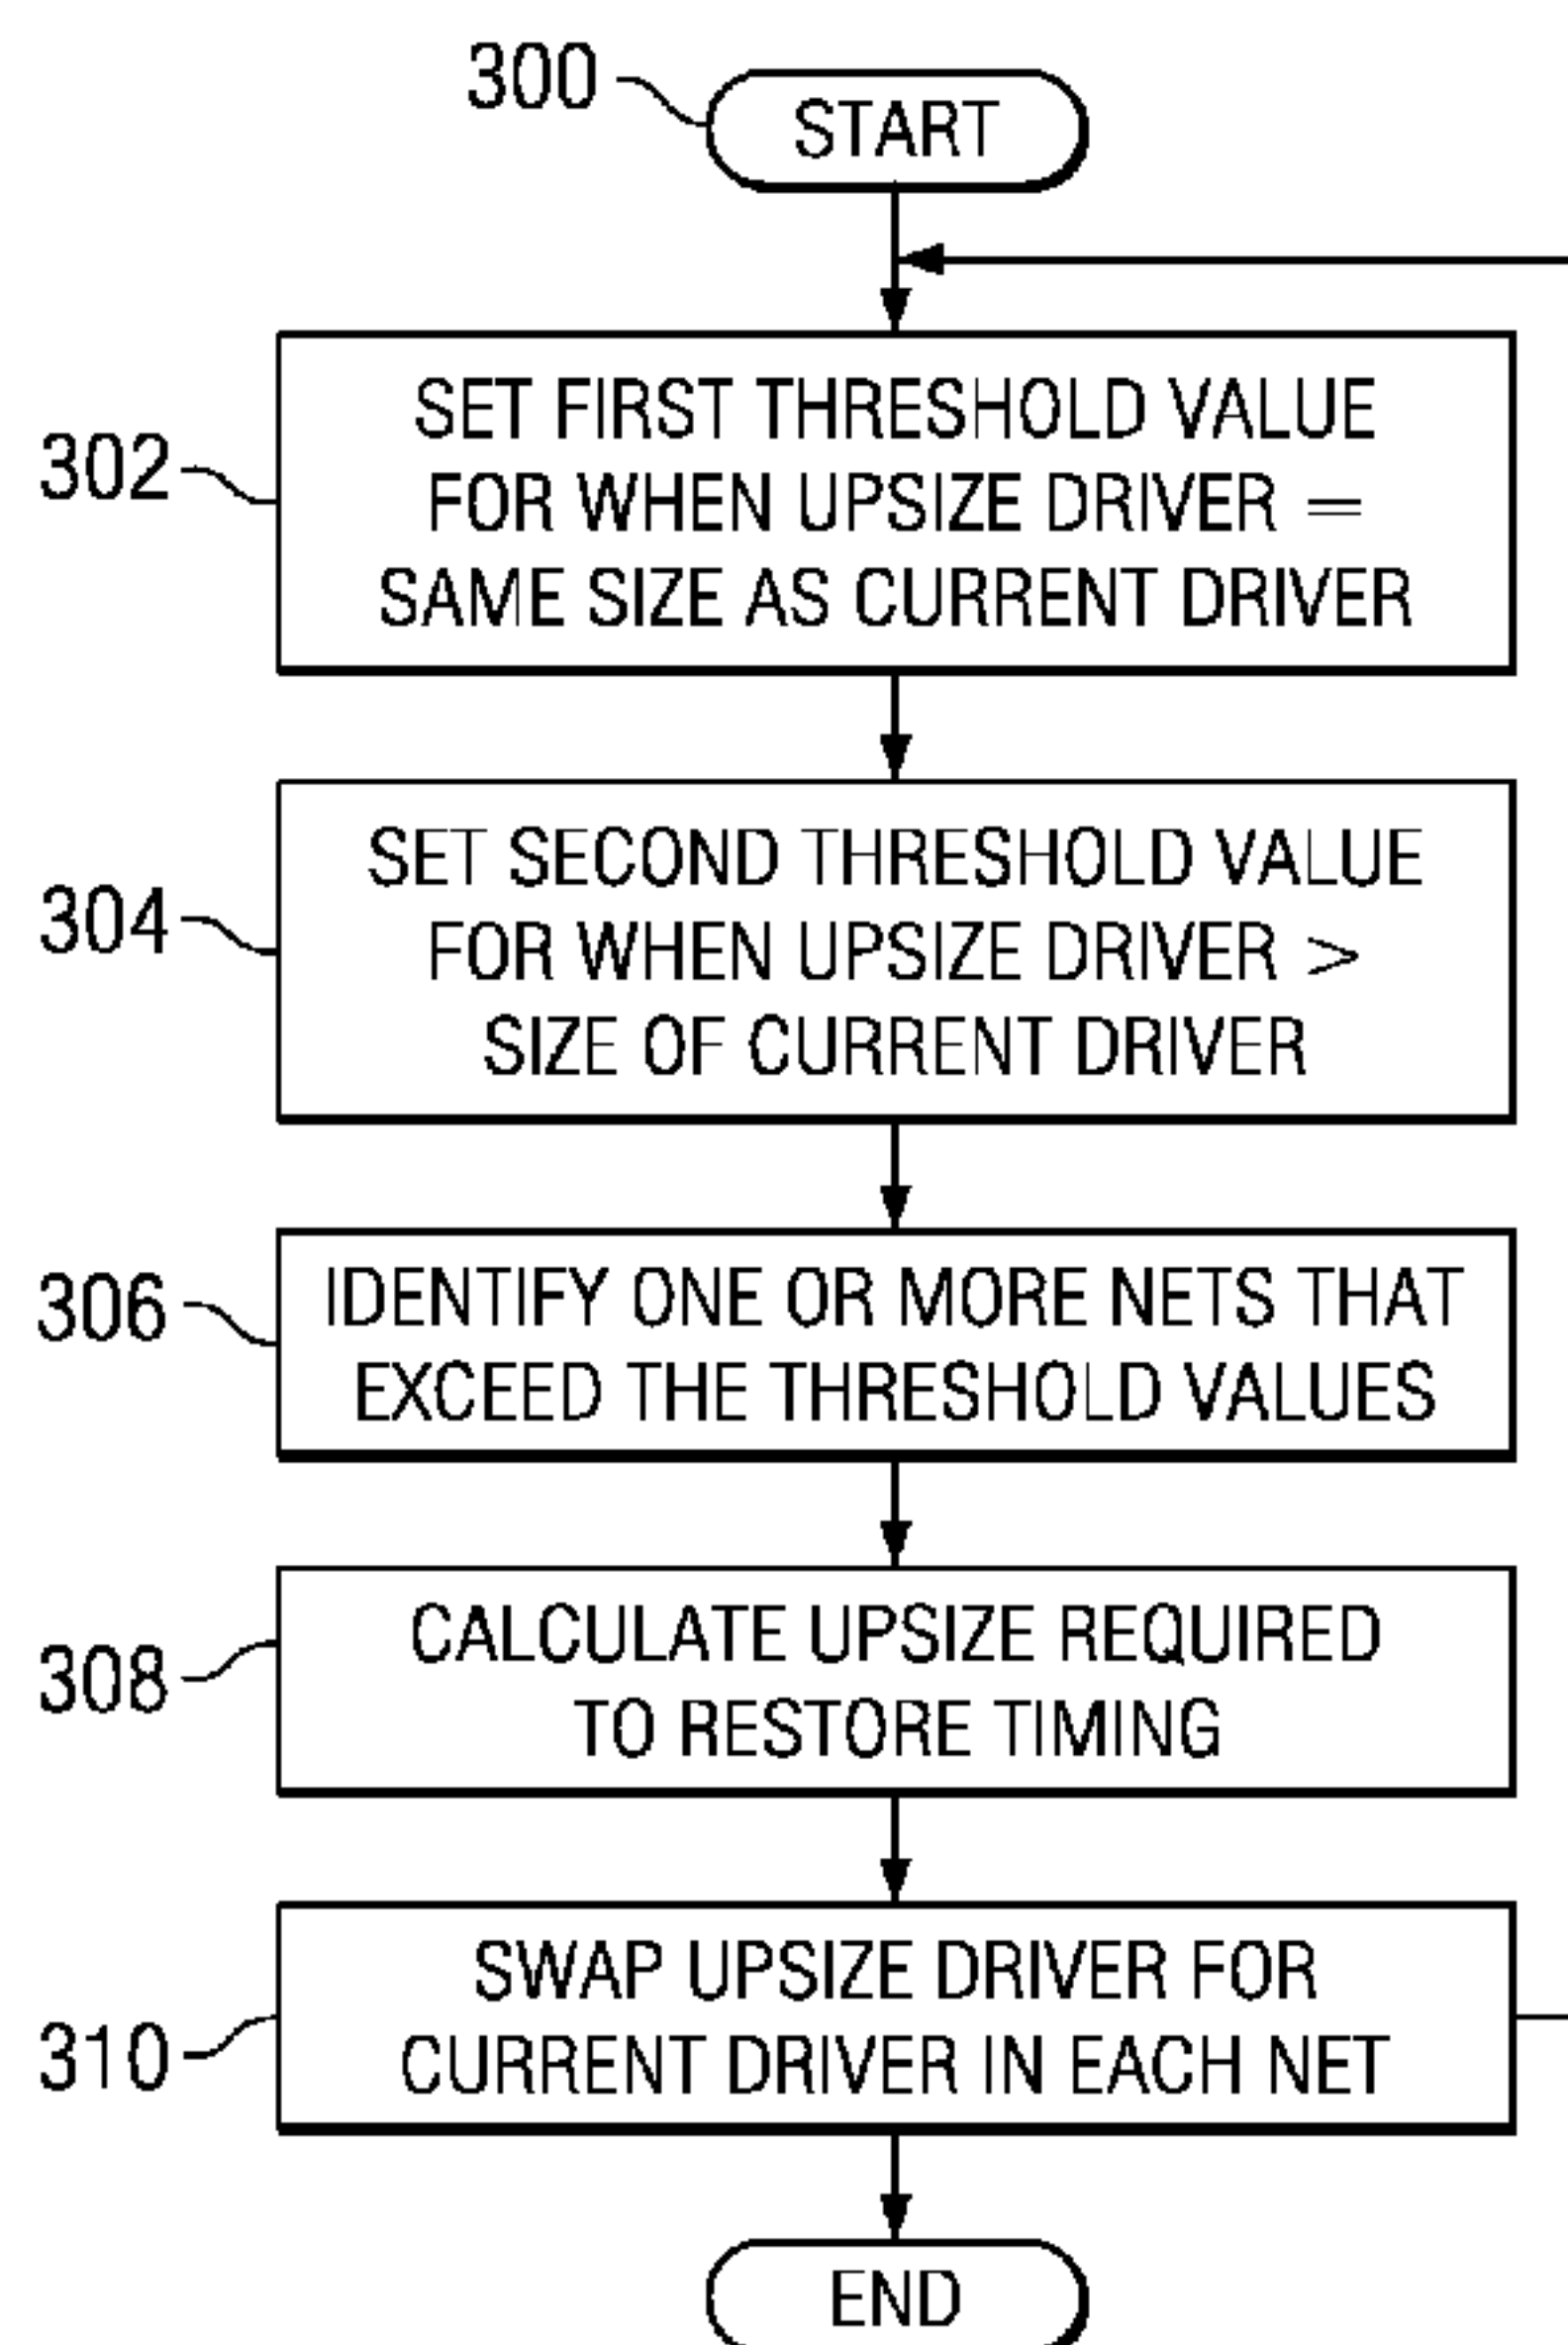 300
START
302
SET FIRST THRESHOLD VALUE
FOR WHEN UPSIZE DRIVER =
SAME SIZE AS CURRENT DRIVER
304
SET SECOND THRESHOLD VALUE
FOR WHEN UPSIZE DRIVER >
SIZE OF CURRENT DRIVER
306
IDENTIFY ONE OR MORE NETS THAT
EXCEED THE THRESHOLD VALUES
308
CALCULATE UPSIZE REQUIRED
TO RESTORE TIMING
310
SWAP UPSIZE DRIVER FOR
CURRENT DRIVER IN EACH NET
END